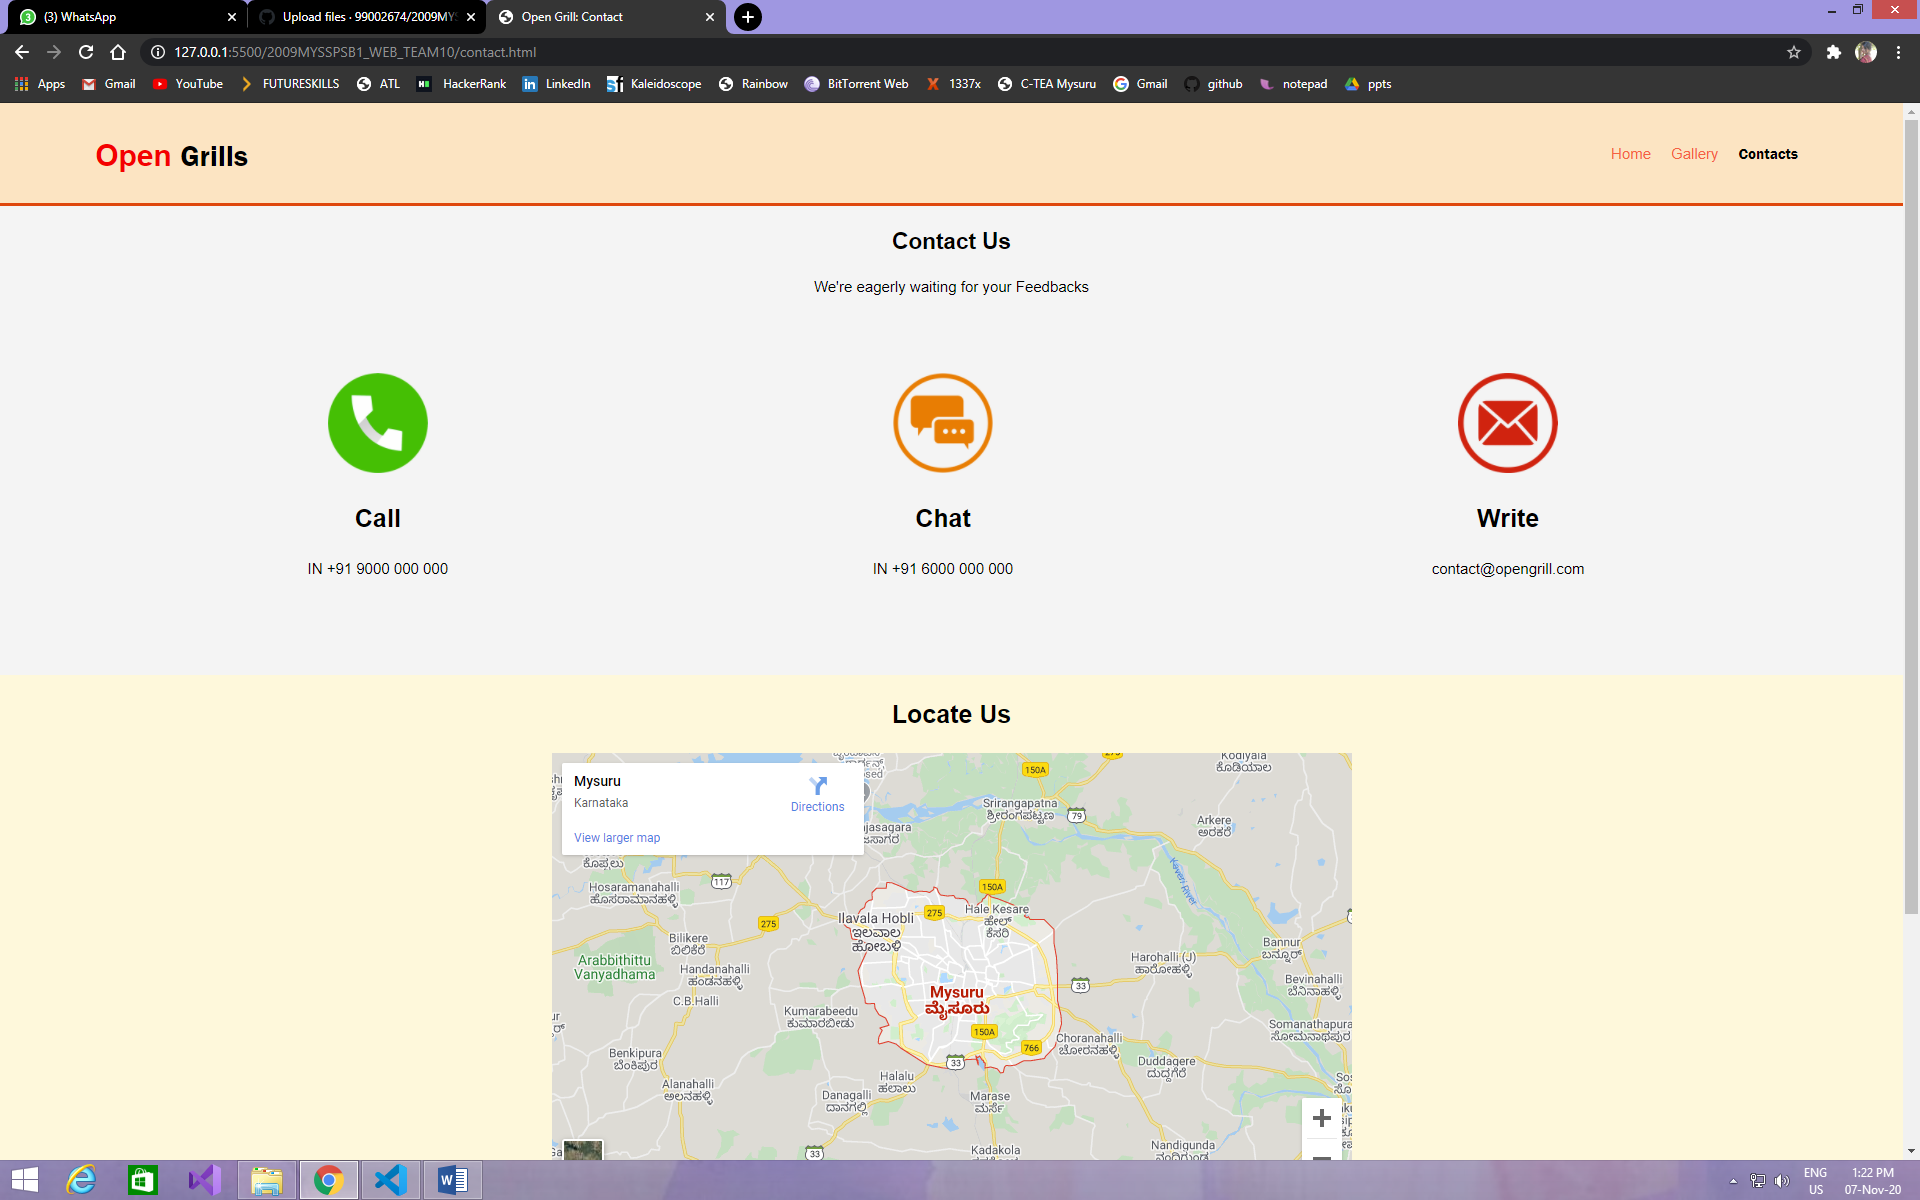 (3) WhatsApp
Upload files · 99002674/2009MYS
Open Grill: Contact
127.0.0.1:5500/2009MYSSPSB1_WEB_TEAM10/contact.html
Apps Gmail YouTube FUTURESKILLS ATL HackerRank LinkedIn Kaleidoscope Rainbow BitTorrent Web 1337x C-TEA Mysuru Gmail github notepad ppts
Open Grills
Home Gallery Contacts
Contact Us
We're eagerly waiting for your Feedbacks
Call
IN +91 9000 000 000
Chat
IN +91 6000 000 000
Write
contact@opengrill.com
Locate Us
Mysuru
Karnataka
Directions
View larger map
150A
Kodiyala
ಕೊಡಿಯಾಲ
Srirangapatna
ಶ್ರೀರಂಗಪಟ್ಟಣ
79
Arkere
ಅರಕೆರೆ
117
Hosaramanahalli
ಹೊಸರಾಮಾನಹಳ್ಳಿ
Kaveri River
150A
275
275
Ilavala Hobli
ಇಲವಾಲ
ಹೋಬಳಿ
Hale Kesare
ಹೇಲ್
ಕೆಸರಿ
Bilikere
ಬಿಲಿಕೆರೆ
Arabbithittu
Vanyadhama
Handanahalli
ಹಂಡನಹಳ್ಳಿ
C.B.Halli
Harohalli (J)
ಹಾರೋಹಳ್ಳಿ
Bannur
ಬನ್ನೂರ್
Bevinahalli
ಬೆನಿನಾಹಳ್ಳಿ
33
Mysuru
ಮೈಸೂರು
Kumarabeedu
ಕುಮಾರಬೀಡು
150A
766
33
Somanathapura
ಸೋಮನಾಥಪುರ
Choranahalli
ಚೋರನಹಳ್ಳಿ
Benkipura
ಬೆಂಕಿಪುರ
Duddagere
ದುದ್ದಗೆರೆ
Halalu
ಹಲಾಲು
Alanahalli
ಅಲನಹಳ್ಳಿ
Danagalli
ದಾನಗಲ್ಲಿ
Marase
ಮರ್ಸೆ
33
Kadakola
Nandigunda
ENG
US
1:22 PM
07-Nov-20